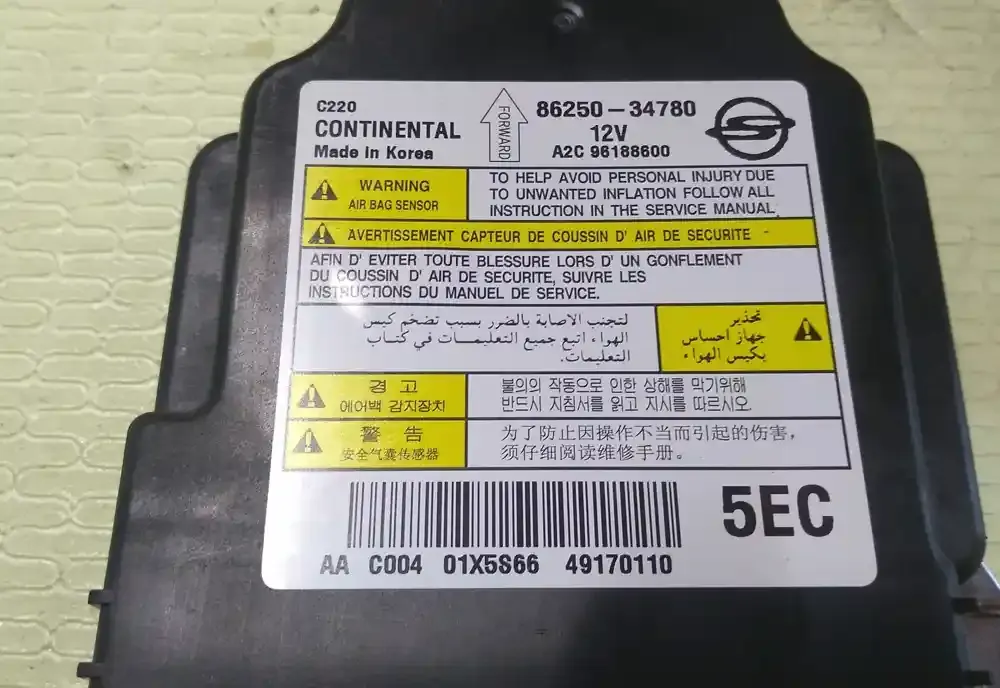 C220
CONTINENTAL
Made in Korea
FORWARD
86250-34780
12V
A2C 96188600
WARNING
AIR BAG SENSOR
TO HELP AVOID PERSONAL INJURY DUE
TO UNWANTED INFLATION FOLLOW ALL
INSTRUCTION IN THE SERVICE MANUAL.
AVERTISSEMENT CAPTEUR DE COUSSIN D' AIR DE SECURITE
AFIN D' EVITER TOUTE BLESSURE LORS D' UN GONFLEMENT
DU COUSSIN D' AIR DE SECURITE, SUIVRE LES
INSTRUCTIONS DU MANUEL DE SERVICE.
تحذير
جهاز احساس
بكيس الهواء
لتجنب الاصابة بالضرر بسبب تضخم كيس
الهواء اتبع جميع التعليمات في كتاب
التعليمات.
경 고
에어백 감지장치
불의의 작동으로 인한 상해를 막기위해
반드시 지침서를 읽고 지시를 따르시오.
警 告
安全气囊传感器
为了防止因操作不当而引起的伤害，
须仔细阅读维修手册。
5EC
AA C004 01X5S66 49170110